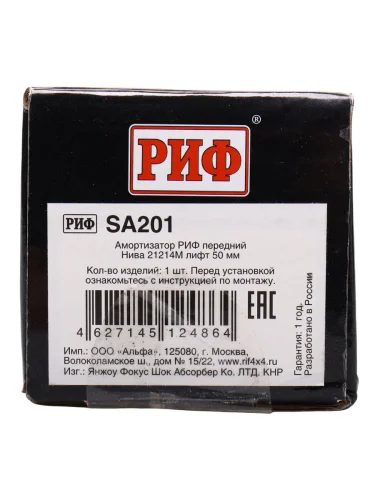 РИФ
®
РИФ SA201
Амортизатор РИФ передний
Нива 21214М лифт 50 мм
Кол-во изделий: 1 шт. Перед установкой
ознакомьтесь с инструкцией по монтажу.
4 627145 124864
EAC
Имп.: ООО «Альфа», 125080, г. Москва,
Волоколамское ш., дом № 15/22, www.rif4x4.ru
Изг.: Янжоу Фокус Шок Абсорбер Ко. ЛТД. КНР
Гарантия: 1 год.
Разработано в России